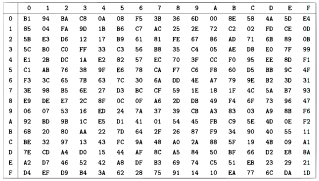 0 1 2 3 4 5 6 7 8 9 A B C D E F
0 B1 94 BA C8 0A 08 F5 3B 36 6D 00 8E 58 4A 5D E4
1 85 04 FA 9D 1B B6 C7 AC 25 2E 72 C2 02 FD CE 0D
2 5B E3 D6 12 17 B9 61 81 FE 67 86 AD 71 6B 89 0B
3 5C B0 C0 FF 33 C3 56 B8 35 C4 05 AE D8 E0 7F 99
4 E1 2B DC 1A E2 82 57 EC 70 3F CC F0 95 EE 8D F1
5 C1 AB 76 38 9F E6 78 CA F7 C6 F8 60 D5 BB 9C 4F
6 F3 3C 65 7B 63 7C 30 6A DD 4E A7 79 9E B2 3D 31
7 3E 98 B5 6E 27 D3 BC CF 59 1E 18 1F 4C 5A B7 93
8 E9 DE E7 2C 8F 0C 0F A6 2D DB 49 F4 6F 73 96 47
9 06 07 53 16 ED 24 7A 37 39 CB A3 83 03 A9 8B F6
A 92 BD 9B 1C E5 D1 41 01 54 45 FB C9 5E 4D 0E F2
B 68 20 80 AA 22 7D 64 2F 26 87 F9 34 90 40 55 11
C BE 32 97 13 43 FC 9A 48 A0 2A 88 5F 19 4B 09 A1
D 7E CD A4 D0 15 44 AF 8C A5 84 50 BF 66 D2 E8 8A
E A2 D7 46 52 42 A8 DF B3 69 74 C5 51 EB 23 29 21
F D4 EF D9 B4 3A 62 28 75 91 14 10 EA 77 6C DA 1D